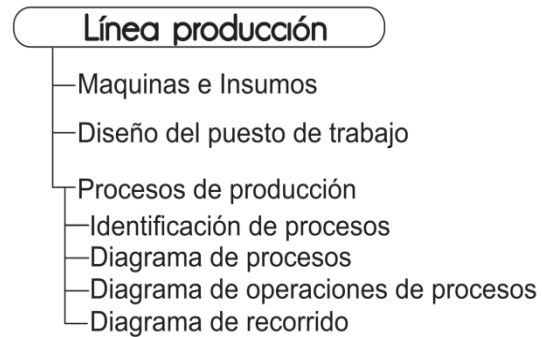 Línea producción
Maquinas e Insumos
Diseño del puesto de trabajo
Procesos de producción
Identificación de procesos
Diagrama de procesos
Diagrama de operaciones de procesos
Diagrama de recorrido